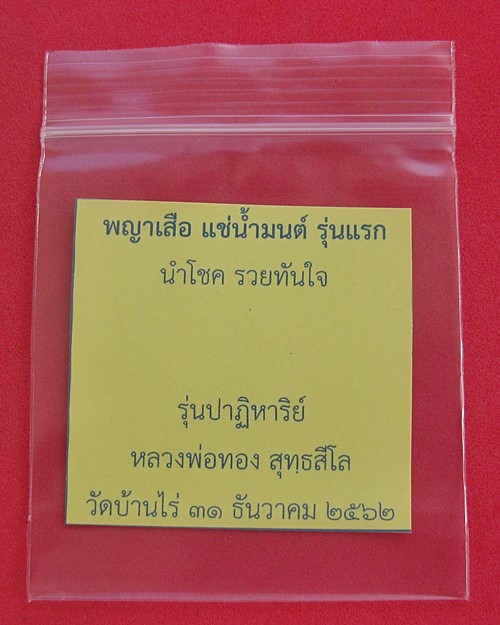 พญาเสือ แช่น้ำมนต์ รุ่นแรก
นำโชค รวยทันใจ
รุ่นปาฏิหาริย์
หลวงพ่อทอง สุทฺธสีโล
วัดบ้านไร่ ๓๑ ธันวาคม ๒๕๖๒